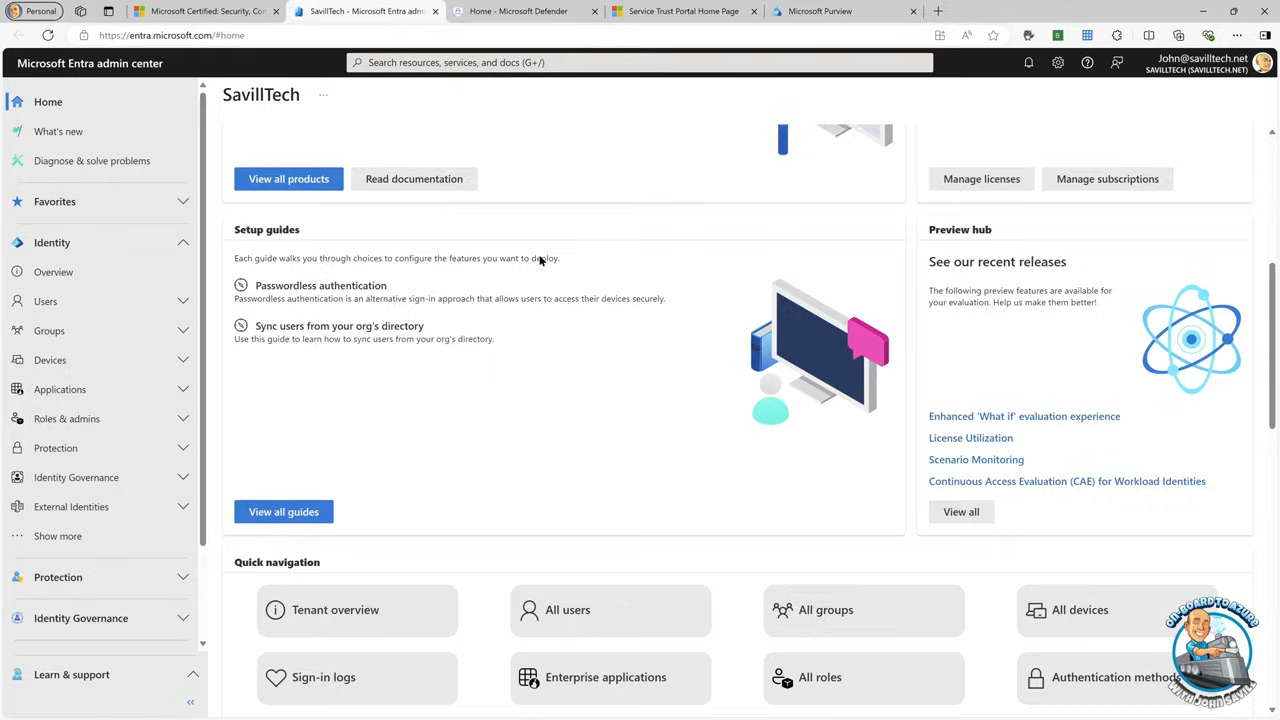 Personal
Microsoft Certified: Security, Co
SavillTech - Microsoft Entra adm
Home - Microsoft Defender
Service Trust Portal Home Page
Microsoft Purview
https://entra.microsoft.com/#home
Microsoft Entra admin center
Search resources, services, and docs (G+/)
John@savilltech.net
SAVILLTECH (SAVILLTECH.NET)
Home
What's new
Diagnose & solve problems
Favorites
Identity
Overview
Users
Groups
Devices
Applications
Roles & admins
Protection
Identity Governance
External Identities
Show more
Protection
Identity Governance
Learn & support
SavillTech
View all products
Read documentation
Manage licenses
Manage subscriptions
Setup guides
Each guide walks you through choices to configure the features you want to deploy.
Passwordless authentication
Passwordless authentication is an alternative sign-in approach that allows users to access their devices securely.
Sync users from your org's directory
Use this guide to learn how to sync users from your org's directory.
View all guides
Preview hub
See our recent releases
The following preview features are available for
your evaluation. Help us make them better!
Enhanced 'What if' evaluation experience
License Utilization
Scenario Monitoring
Continuous Access Evaluation (CAE) for Workload Identities
View all
Quick navigation
Tenant overview
All users
All groups
All devices
Sign-in logs
Enterprise applications
All roles
Authentication methods
ON-BOARD TO AZURE
WITH JOHN SAVILL